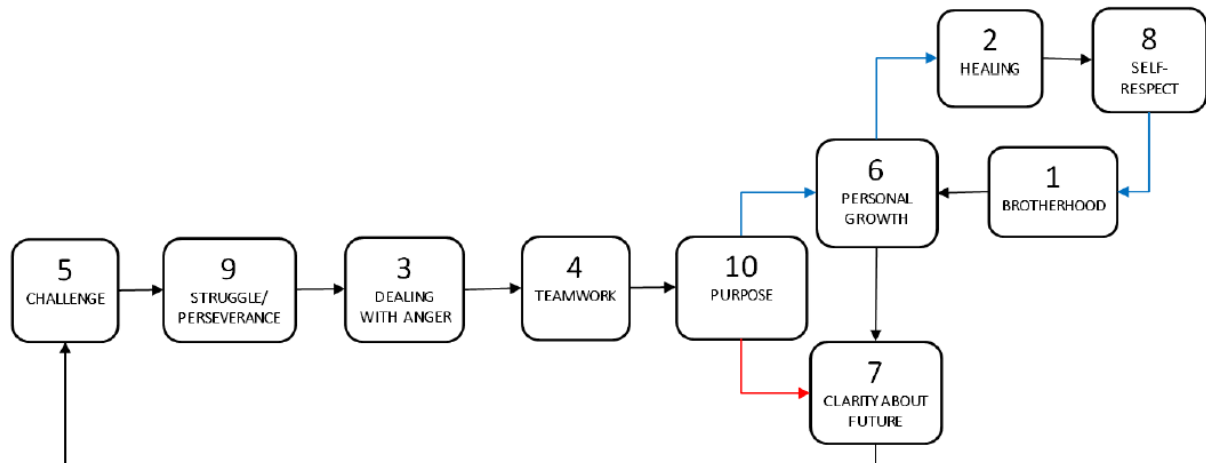 2
HEALING
8
SELF-
RESPECT
6
PERSONAL
GROWTH
1
BROTHERHOOD
5
CHALLENGE
9
STRUGGLE/
PERSEVERANCE
3
DEALING
WITH ANGER
4
TEAMWORK
10
PURPOSE
7
CLARITY ABOUT
FUTURE